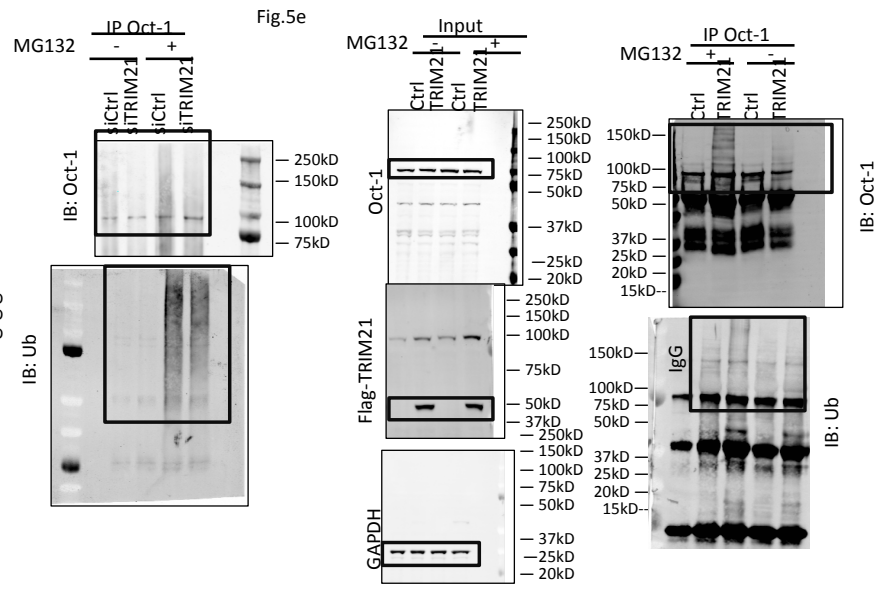 Fig.5e
IP Oct-1
MG132 - +
siCtrl siTRIM21 siCtrl siTRIM21
IB: Oct-1
250kD
150kD
100kD
75kD
IB: Ub
Input
MG132 - +
Ctrl TRIM21 Ctrl TRIM21
Oct-1
250kD
150kD
100kD
75kD
50kD
37kD
25kD
20kD
Flag-TRIM21
250kD
150kD
100kD
75kD
50kD
37kD
GAPDH
250kD
150kD
100kD
75kD
50kD
37kD
25kD
20kD
IP Oct-1
MG132 + -
Ctrl TRIM21 Ctrl TRIM21
150kD
100kD
75kD
50kD
37kD
25kD
20kD
15kD--
IB: Oct-1
IgG
150kD
100kD
75kD
50kD
37kD
25kD
20kD
15kD--
IB: Ub